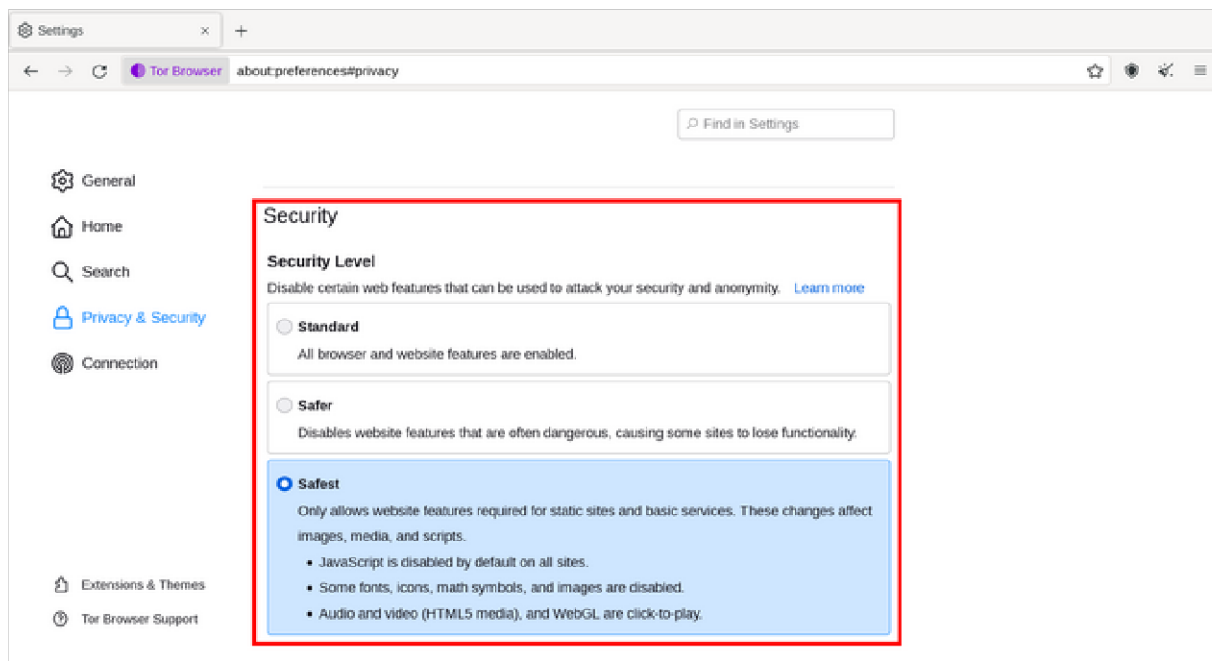 Settings
Tor Browser about:preferences#privacy
Find in Settings
General
Home
Search
Privacy & Security
Connection
Extensions & Themes
Tor Browser Support
Security
Security Level
Disable certain web features that can be used to attack your security and anonymity. Learn more
Standard
All browser and website features are enabled.
Safer
Disables website features that are often dangerous, causing some sites to lose functionality.
Safest
Only allows website features required for static sites and basic services. These changes affect
images, media, and scripts.
• JavaScript is disabled by default on all sites.
• Some fonts, icons, math symbols, and images are disabled.
• Audio and video (HTML5 media), and WebGL are click-to-play.